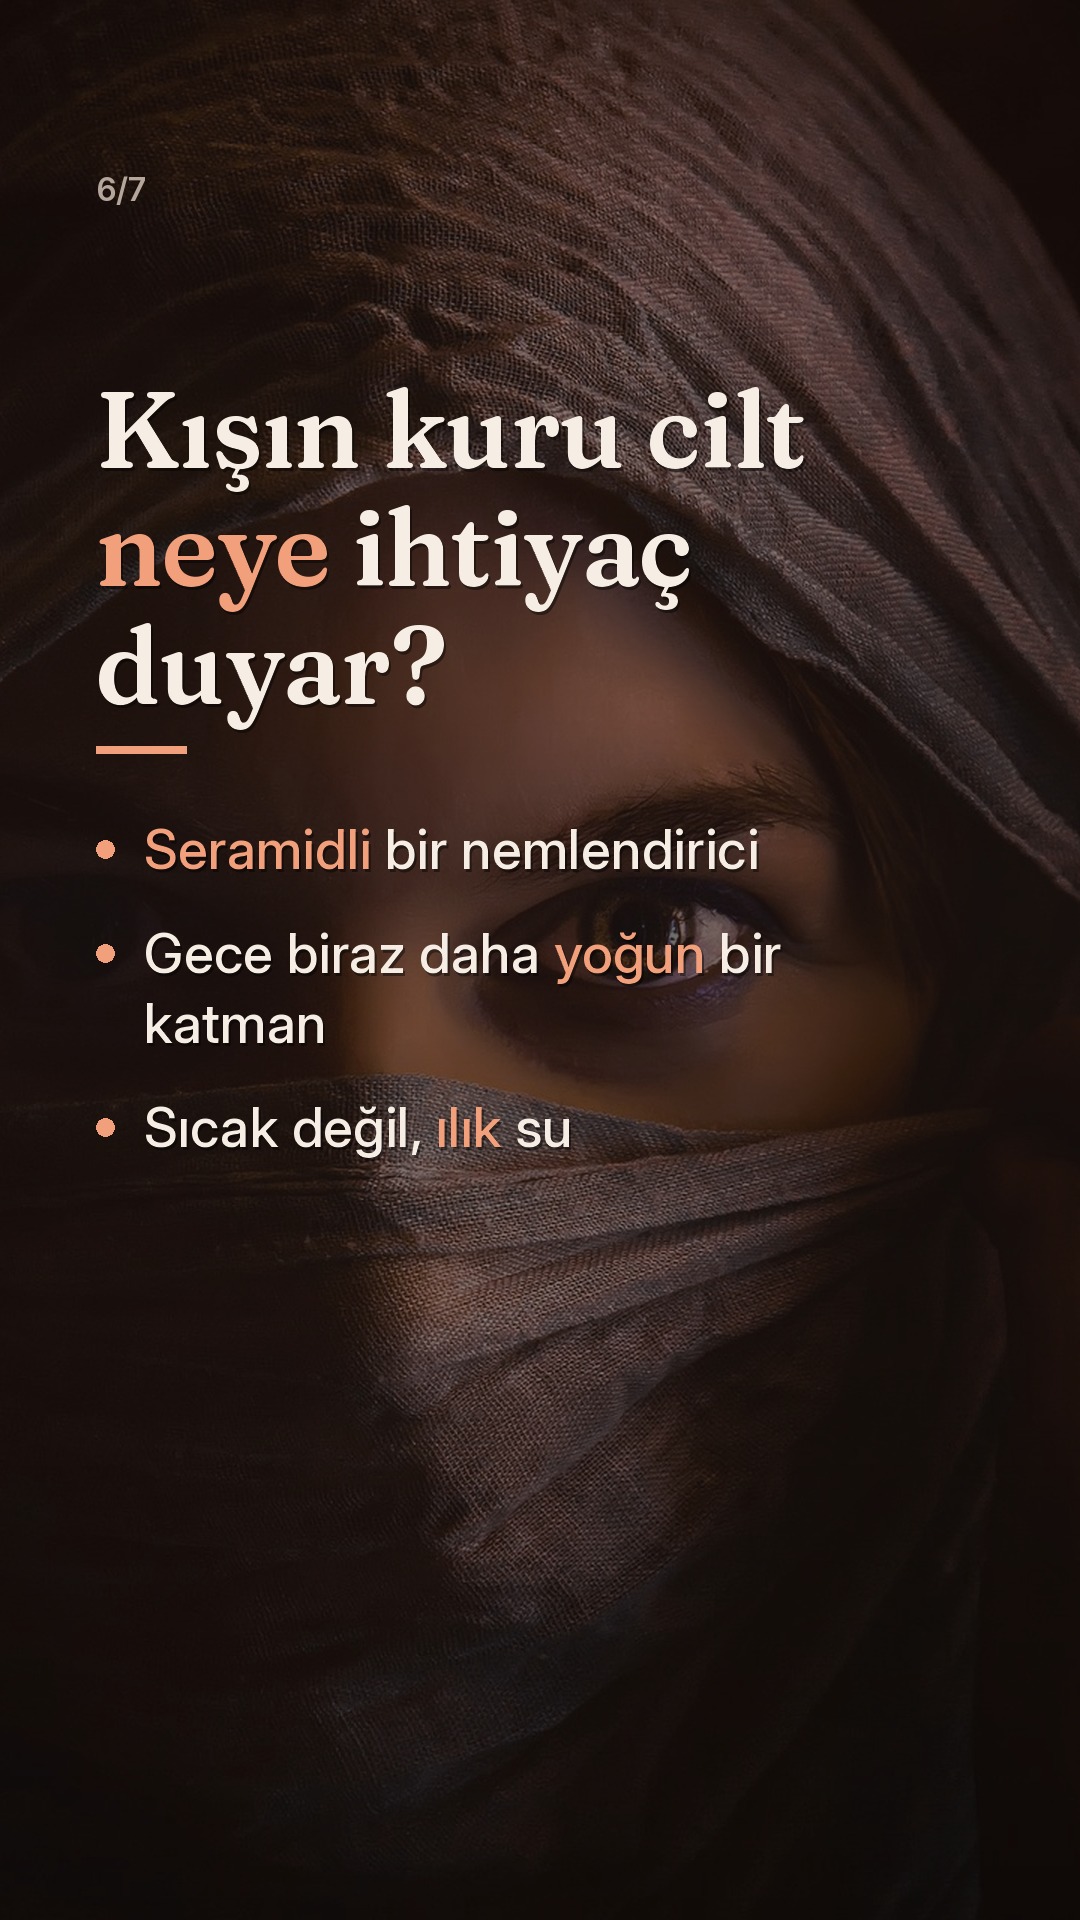 6/7
Kışın kuru cilt
neye ihtiyaç
duyar?
• Seramidli bir nemlendirici
• Gece biraz daha yoğun bir
katman
• Sıcak değil, ılık su